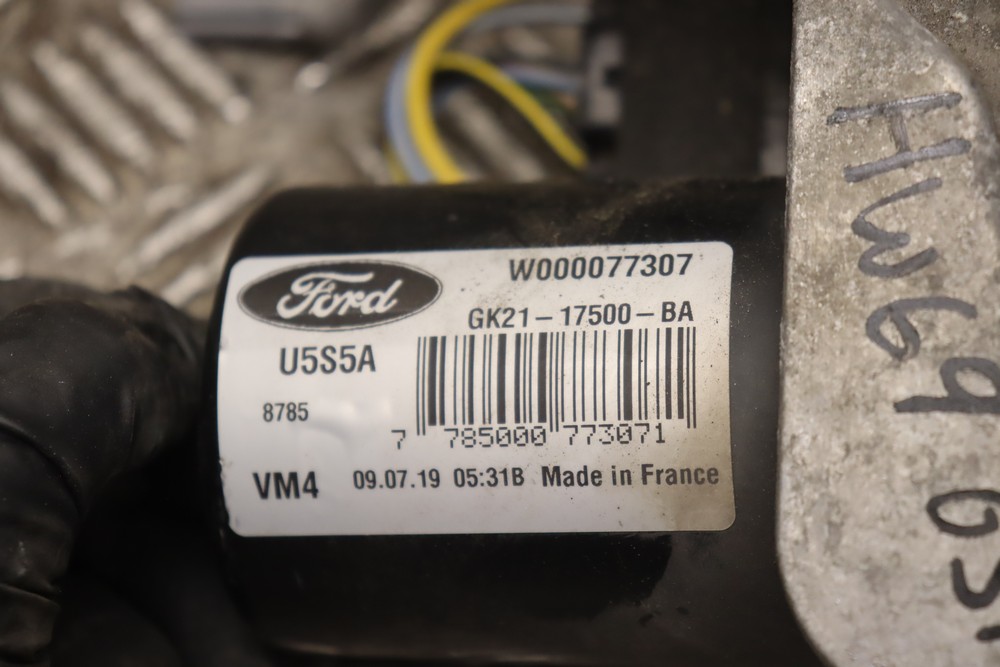 Ford
W000077307
GK21-17500-BA
U5S5A
8785
7 785000 773071
VM4 09.07.19 05:31B Made in France